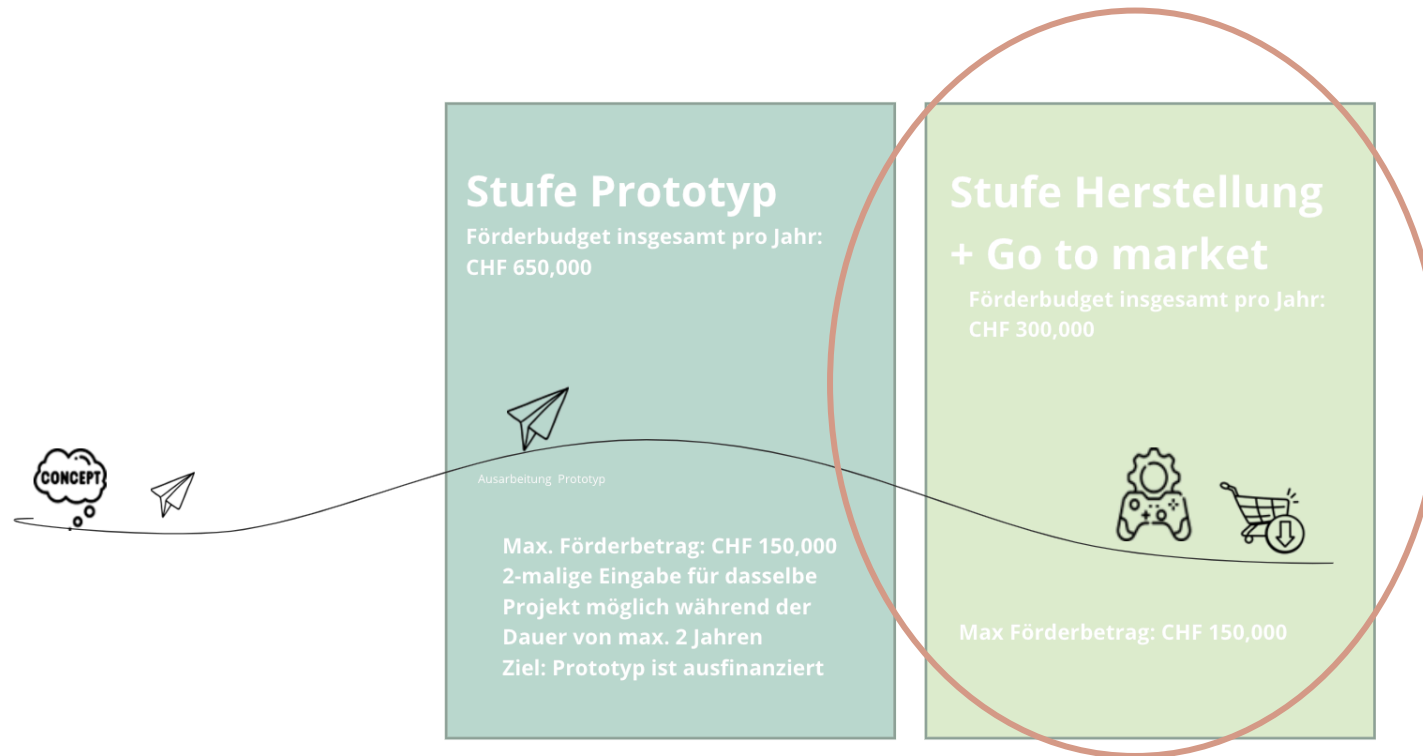 CONCEPT
Stufe Prototyp
Förderbudget insgesamt pro Jahr:
CHF 650,000
Ausarbeitung Prototyp
Max. Förderbetrag: CHF 150,000
2-malige Eingabe für dasselbe
Projekt möglich während der
Dauer von max. 2 Jahren
Ziel: Prototyp ist ausfinanziert
Stufe Herstellung
+ Go to market
Förderbudget insgesamt pro Jahr:
CHF 300,000
Max Förderbetrag: CHF 150,000